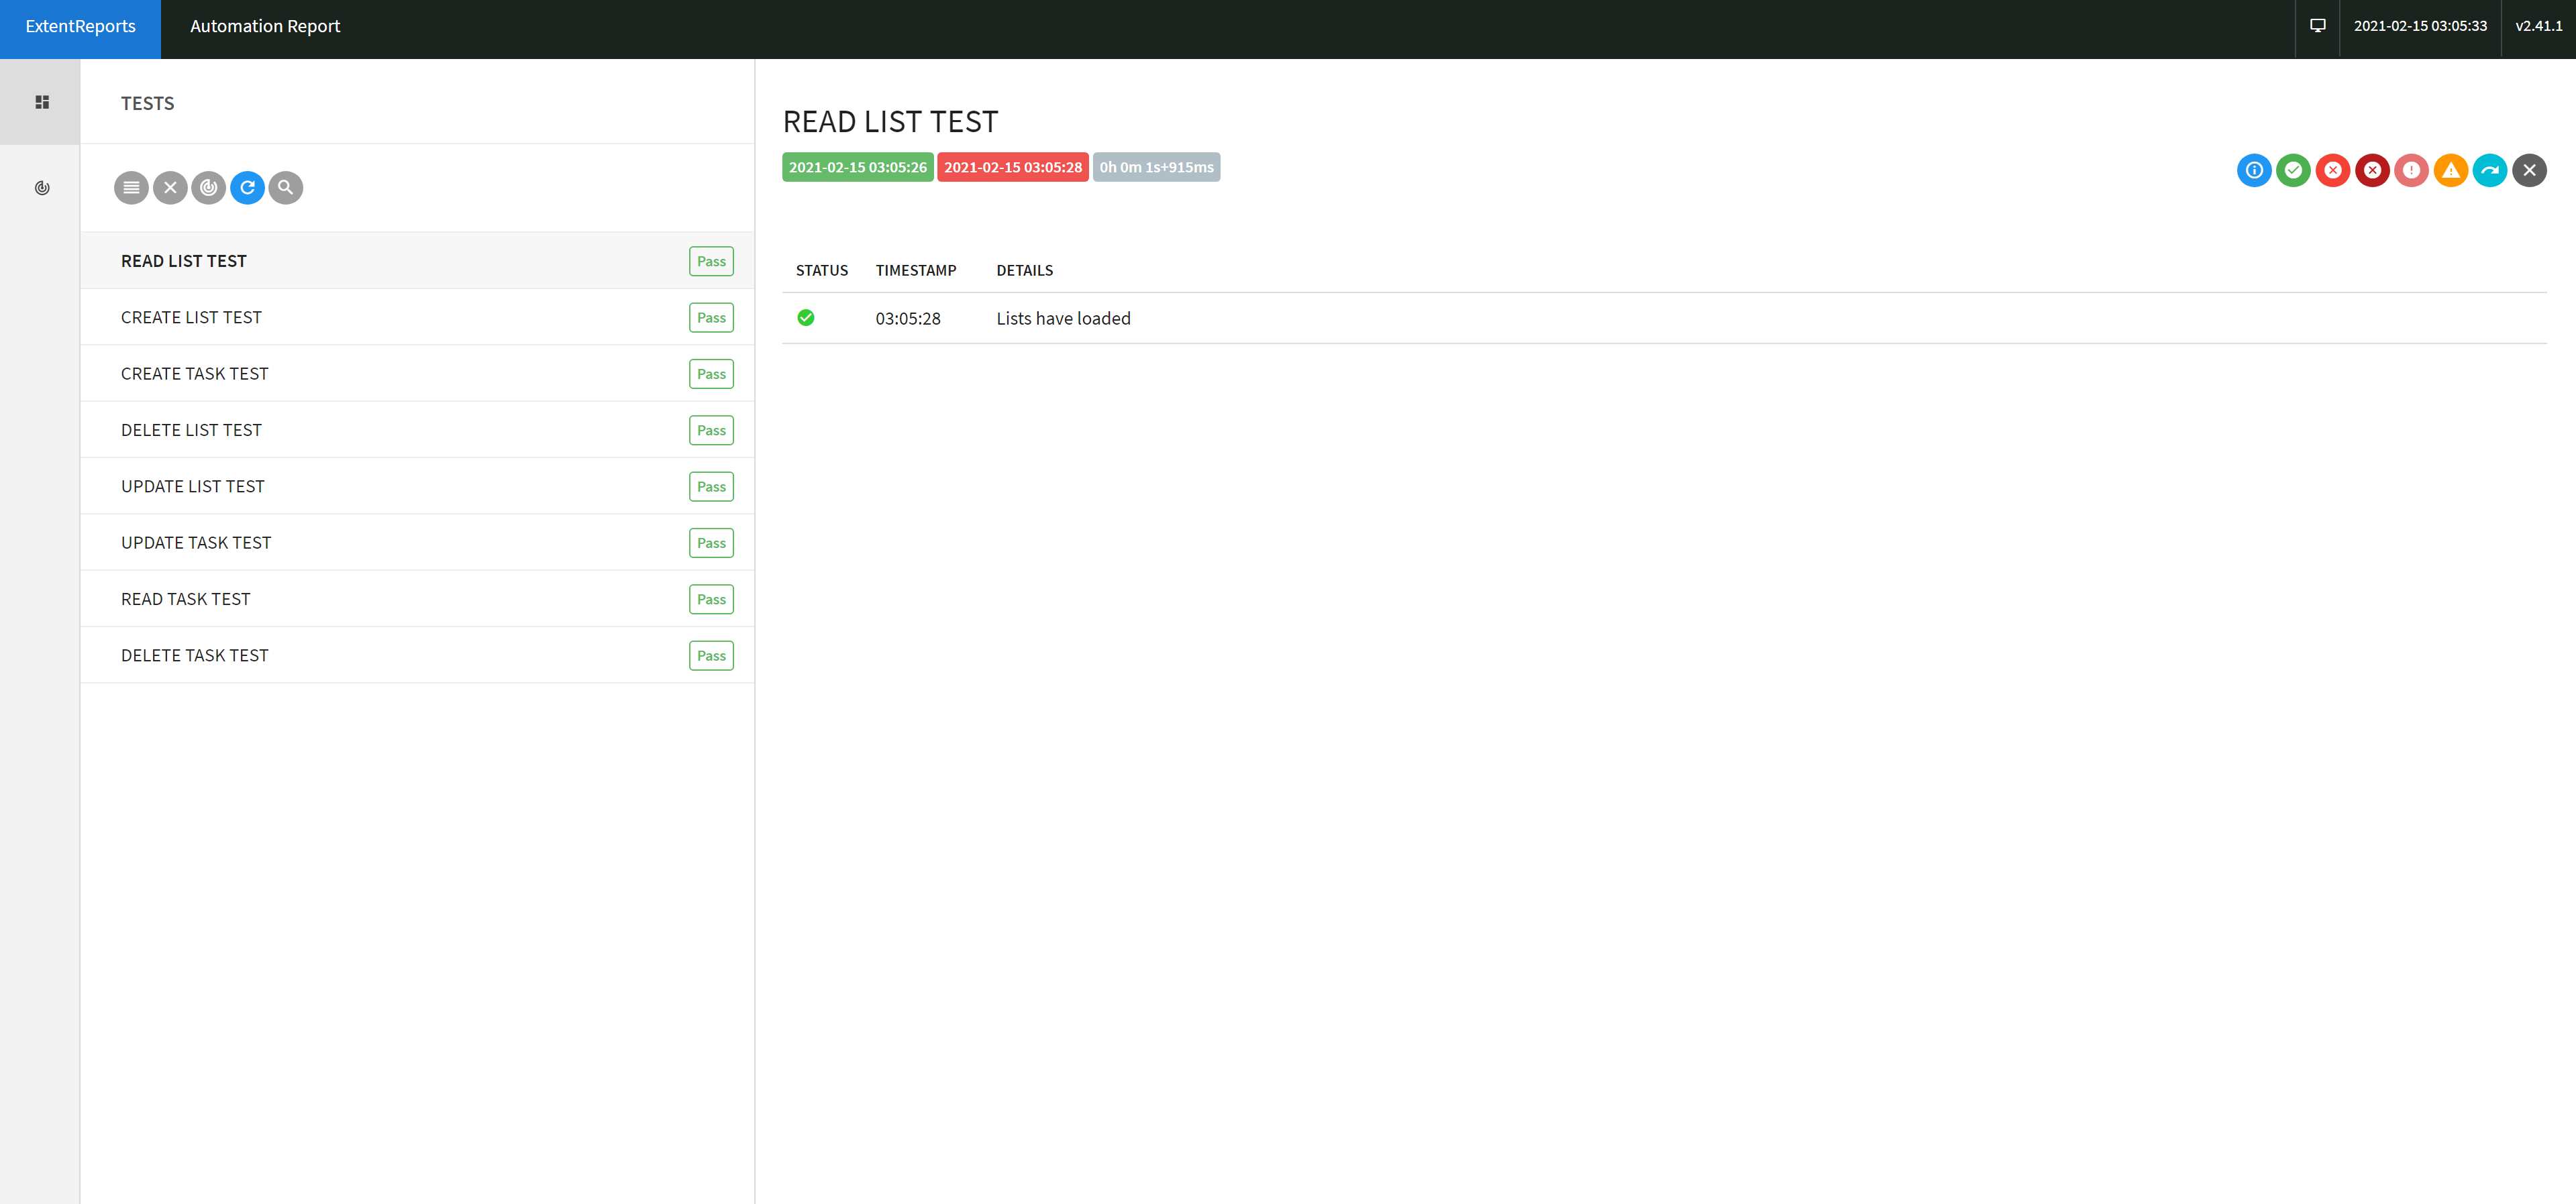 ExtentReports
Automation Report
2021-02-15 03:05:33
v2.41.1
TESTS
READ LIST TEST
Pass
CREATE LIST TEST
Pass
CREATE TASK TEST
Pass
DELETE LIST TEST
Pass
UPDATE LIST TEST
Pass
UPDATE TASK TEST
Pass
READ TASK TEST
Pass
DELETE TASK TEST
Pass
READ LIST TEST
2021-02-15 03:05:26
2021-02-15 03:05:28
0h 0m 1s+915ms
STATUS
TIMESTAMP
DETAILS
03:05:28
Lists have loaded